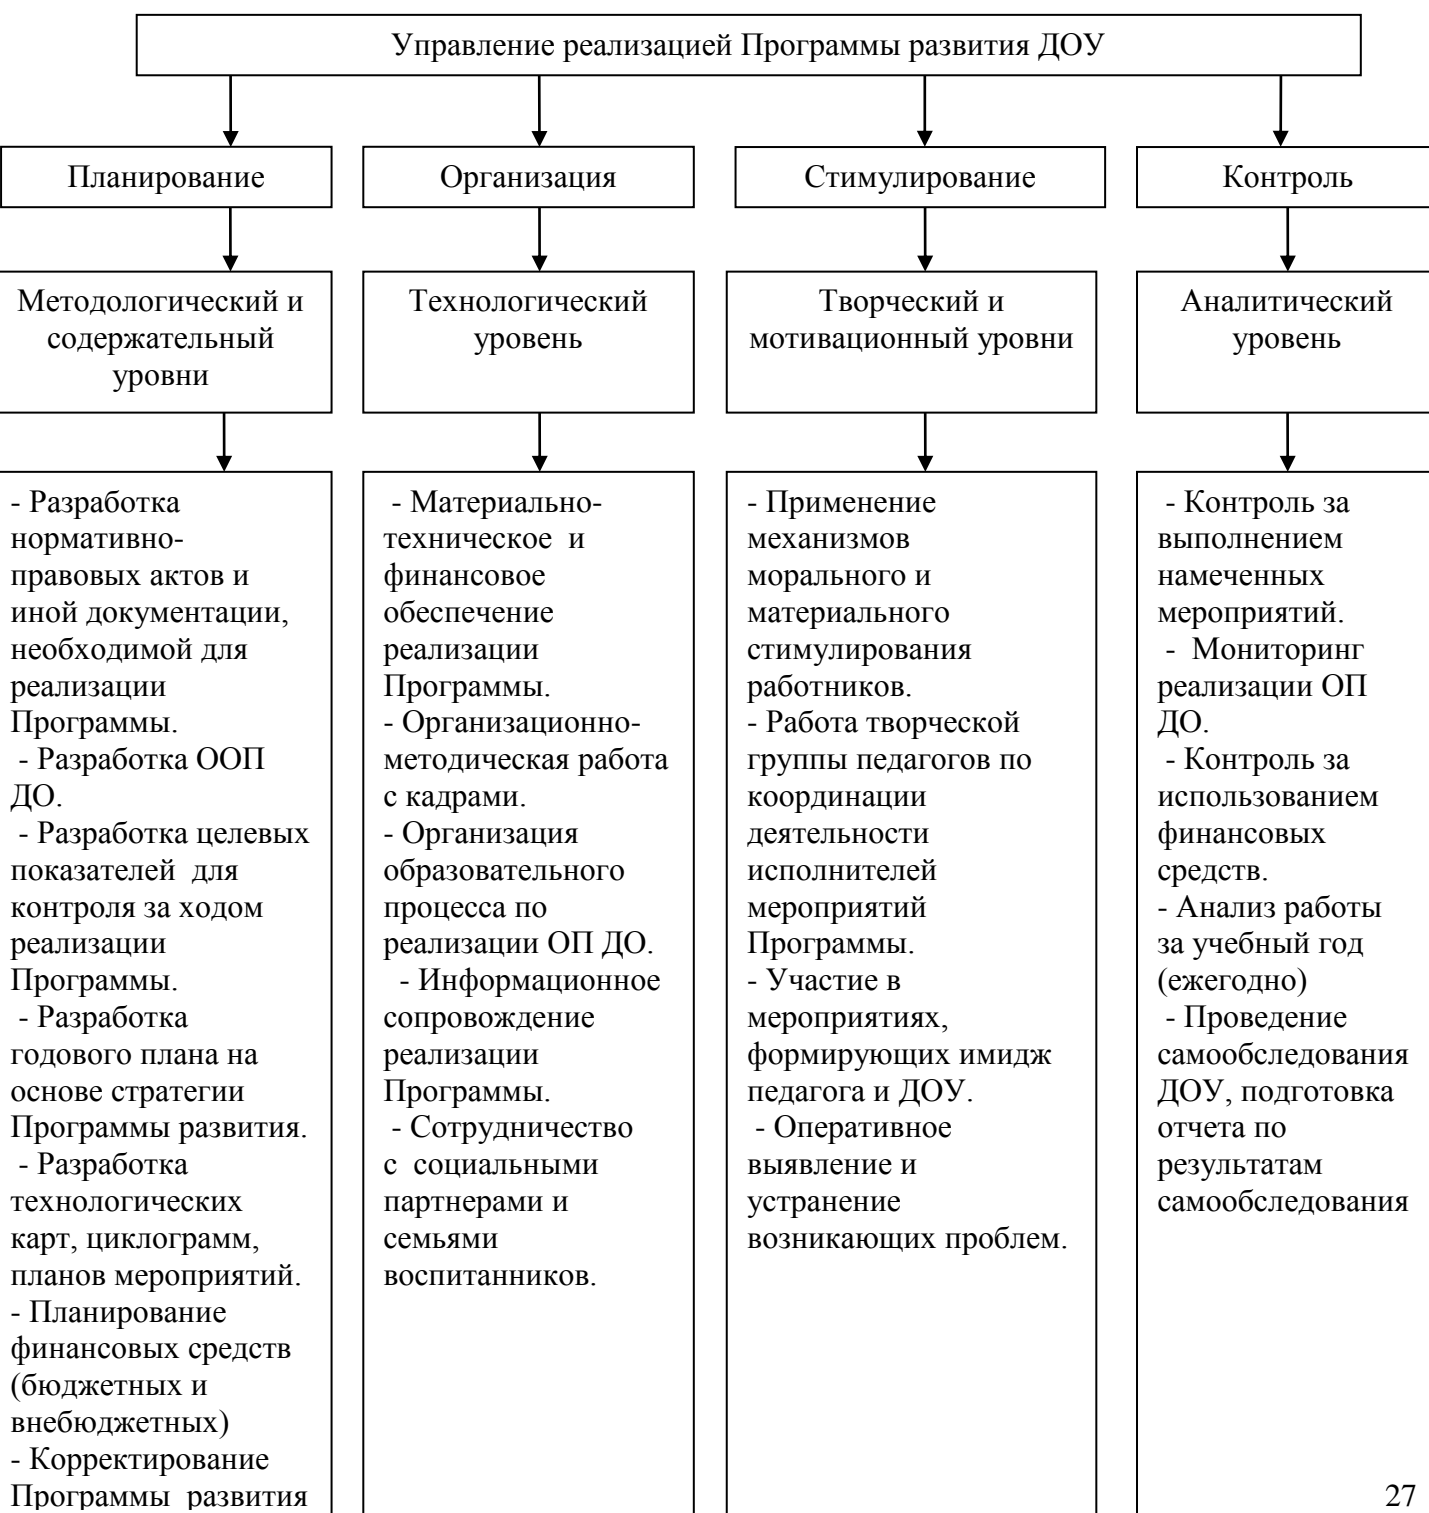 Управление реализацией Программы развития ДОУ
Планирование
Организация
Стимулирование
Контроль
Методологический и
содержательный
уровни
Технологический
уровень
Творческий и
мотивационный уровни
Аналитический
уровень
- Разработка
нормативно-
правовых актов и
иной документации,
необходимой для
реализации
Программы.
- Разработка ООП
ДО.
- Разработка целевых
показателей для
контроля за ходом
реализации
Программы.
- Разработка
годового плана на
основе стратегии
Программы развития.
- Разработка
технологических
карт, циклограмм,
планов мероприятий.
- Планирование
финансовых средств
(бюджетных и
внебюджетных)
- Корректирование
Программы развития
- Материально-
техническое и
финансовое
обеспечение
реализации
Программы.
- Организационно-
методическая работа
с кадрами.
- Организация
образовательного
процесса по
реализации ОП ДО.
- Информационное
сопровождение
реализации
Программы.
- Сотрудничество
с социальными
партнерами и
семьями
воспитанников.
- Применение
механизмов
морального и
материального
стимулирования
работников.
- Работа творческой
группы педагогов по
координации
деятельности
исполнителей
мероприятий
Программы.
- Участие в
мероприятиях,
формирующих имидж
педагога и ДОУ.
- Оперативное
выявление и
устранение
возникающих проблем.
- Контроль за
выполнением
намеченных
мероприятий.
- Мониторинг
реализации ОП
ДО.
- Контроль за
использованием
финансовых
средств.
- Анализ работы
за учебный год
(ежегодно)
- Проведение
самообследования
ДОУ, подготовка
отчета по
результатам
самообследования
27